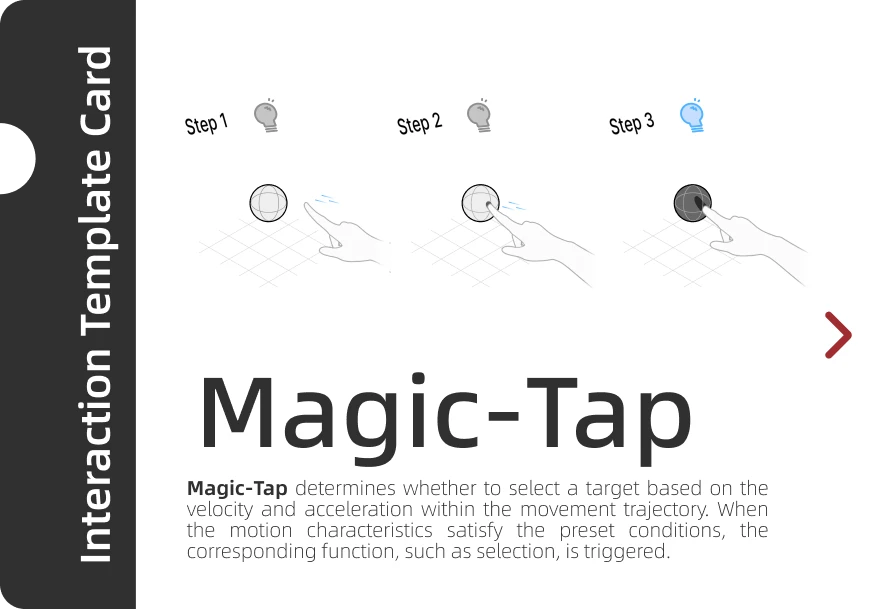 Interaction Template Card
Step 1
Step 2
Step 3
Magic-Tap
Magic-Tap determines whether to select a target based on the
velocity and acceleration within the movement trajectory. When
the motion characteristics satisfy the preset conditions, the
corresponding function, such as selection, is triggered.